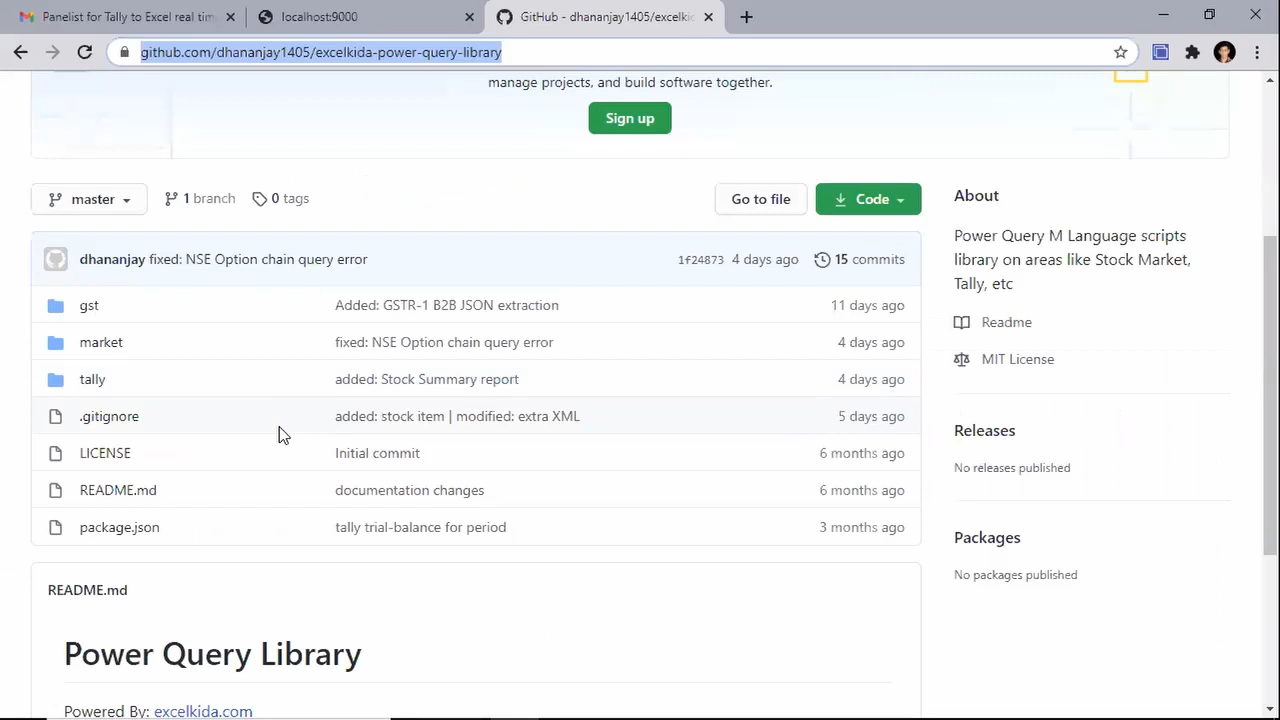 Panelist for Tally to Excel real tim
localhost:9000
GitHub - dhananjay1405/excelkid
github.com/dhananjay1405/excelkida-power-query-library
manage projects, and build software together.
Sign up
master
1 branch
0 tags
Go to file
Code
dhananjay fixed: NSE Option chain query error
1f24873 4 days ago
15 commits
gst Added: GSTR-1 B2B JSON extraction 11 days ago
market fixed: NSE Option chain query error 4 days ago
tally added: Stock Summary report 4 days ago
.gitignore added: stock item | modified: extra XML 5 days ago
LICENSE Initial commit 6 months ago
README.md documentation changes 6 months ago
package.json tally trial-balance for period 3 months ago
README.md
Power Query Library
Powered By: excelkida.com
About
Power Query M Language scripts
library on areas like Stock Market,
Tally, etc
Readme
MIT License
Releases
No releases published
Packages
No packages published